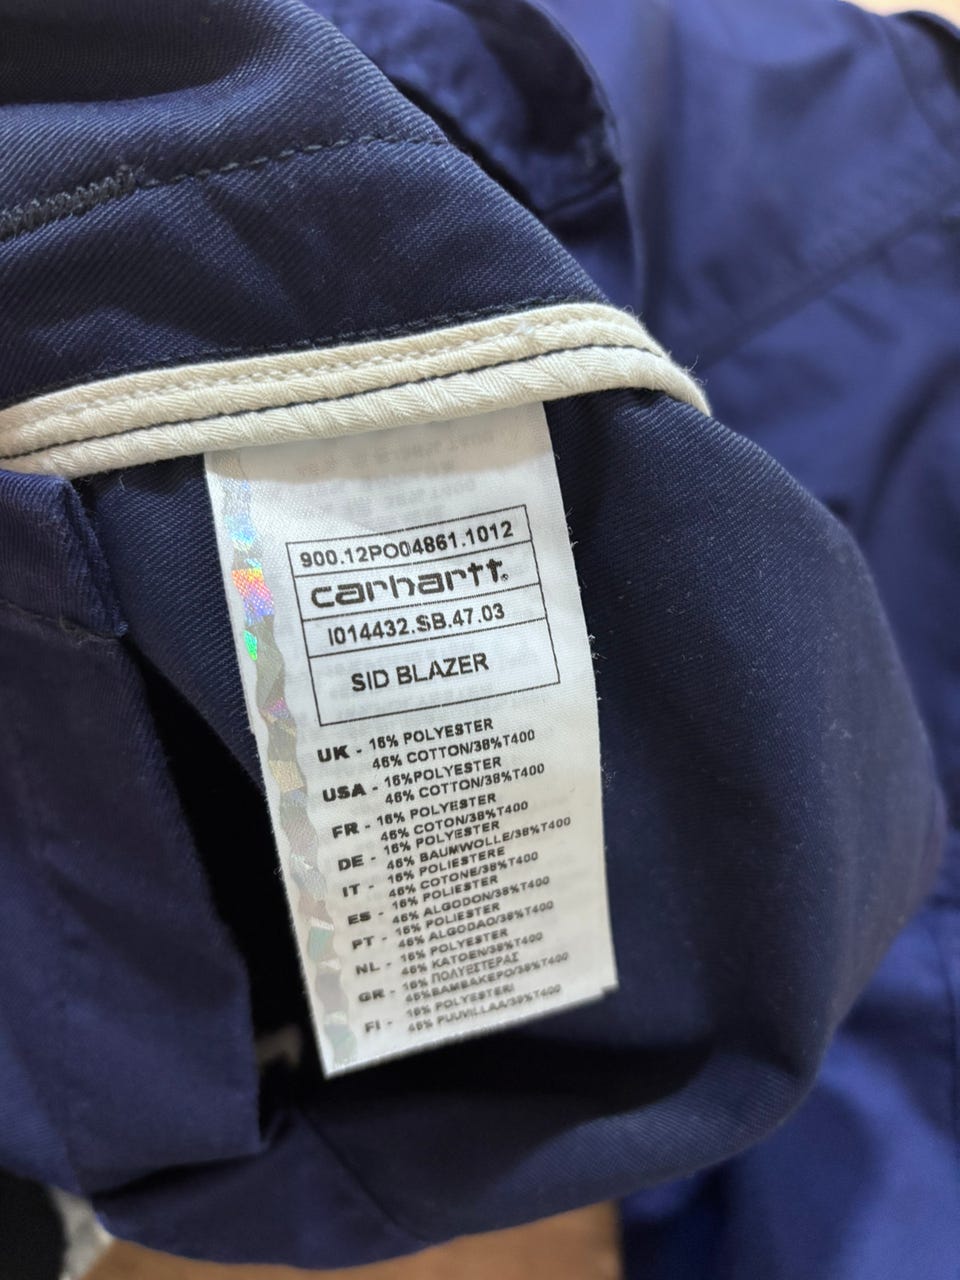 900.12PO04861.1012
carhartt.
I014432.SB.47.03
SID BLAZER
UK - 16% POLYESTER
46% COTTON/38%T400
USA - 16%POLYESTER
46% COTTON/38%T400
FR - 16% POLYESTER
46% COTON/38%T400
DE - 16% POLYESTER
46% BAUMWOLLE/38%T400
IT - 16% POLIESTERE
46% COTONE/38%T400
ES - 16% POLIESTER
46% ALGODON/38%T400
PT - 16% POLIESTER
46% ALGODAO/38%T400
NL - 16% POLYESTER
46% KATOEN/38%T400
GR - 16% ΠΟΛΥΕΣΤΕΡΑΣ
46%ΒΑΜΒΑΚΕΡΟ/38%T400
FI - 16% POLYESTERI
46% PUUVILLAA/38%T400